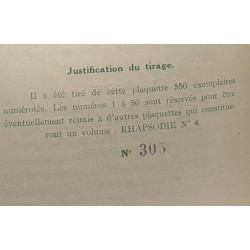 Justification du tirage.
Il a été tiré de cette plaquette 550 exemplaires
numérotés. Les numéros 1 à 50 sont réservés pour être
éventuellement réunis à d'autres plaquettes qui constitue-
ront un volume : RHAPSODIE N° 4.
N° 305